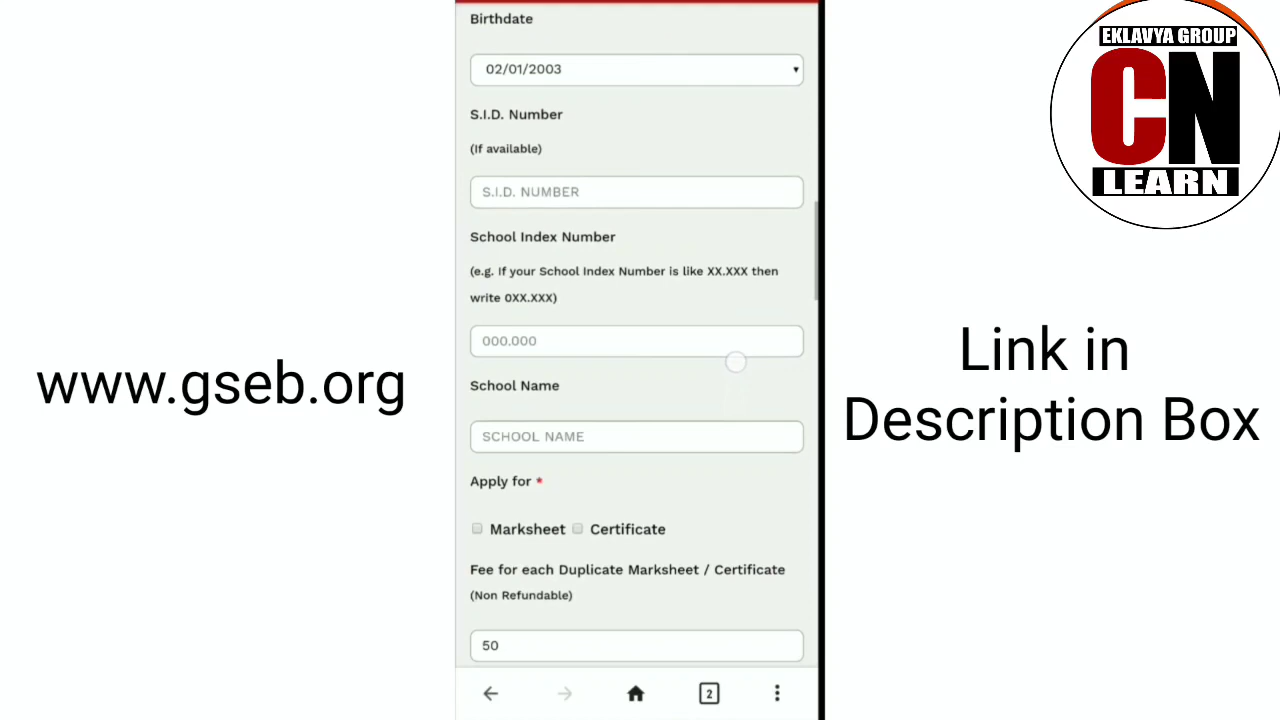 Birthdate
02/01/2003
S.I.D. Number
(If available)
S.I.D. NUMBER
School Index Number
(e.g. If your School Index Number is like XX.XXX then
write 0XX.XXX)
000.000
School Name
SCHOOL NAME
Apply for *
Marksheet Certificate
Fee for each Duplicate Marksheet / Certificate
(Non Refundable)
50
2
www.gseb.org
EKLAVYA GROUP
CN
LEARN
Link in
Description Box